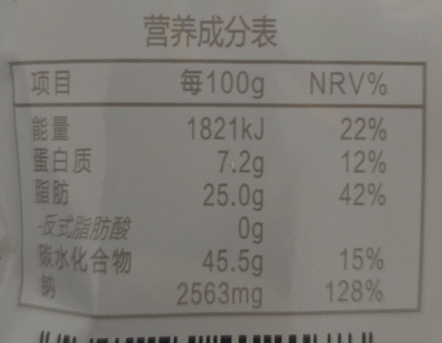 营养成分表
项目 每100g NRV%
能量 1821kJ 22%
蛋白质 7.2g 12%
脂肪 25.0g 42%
-反式脂肪酸 0g
碳水化合物 45.5g 15%
钠 2563mg 128%